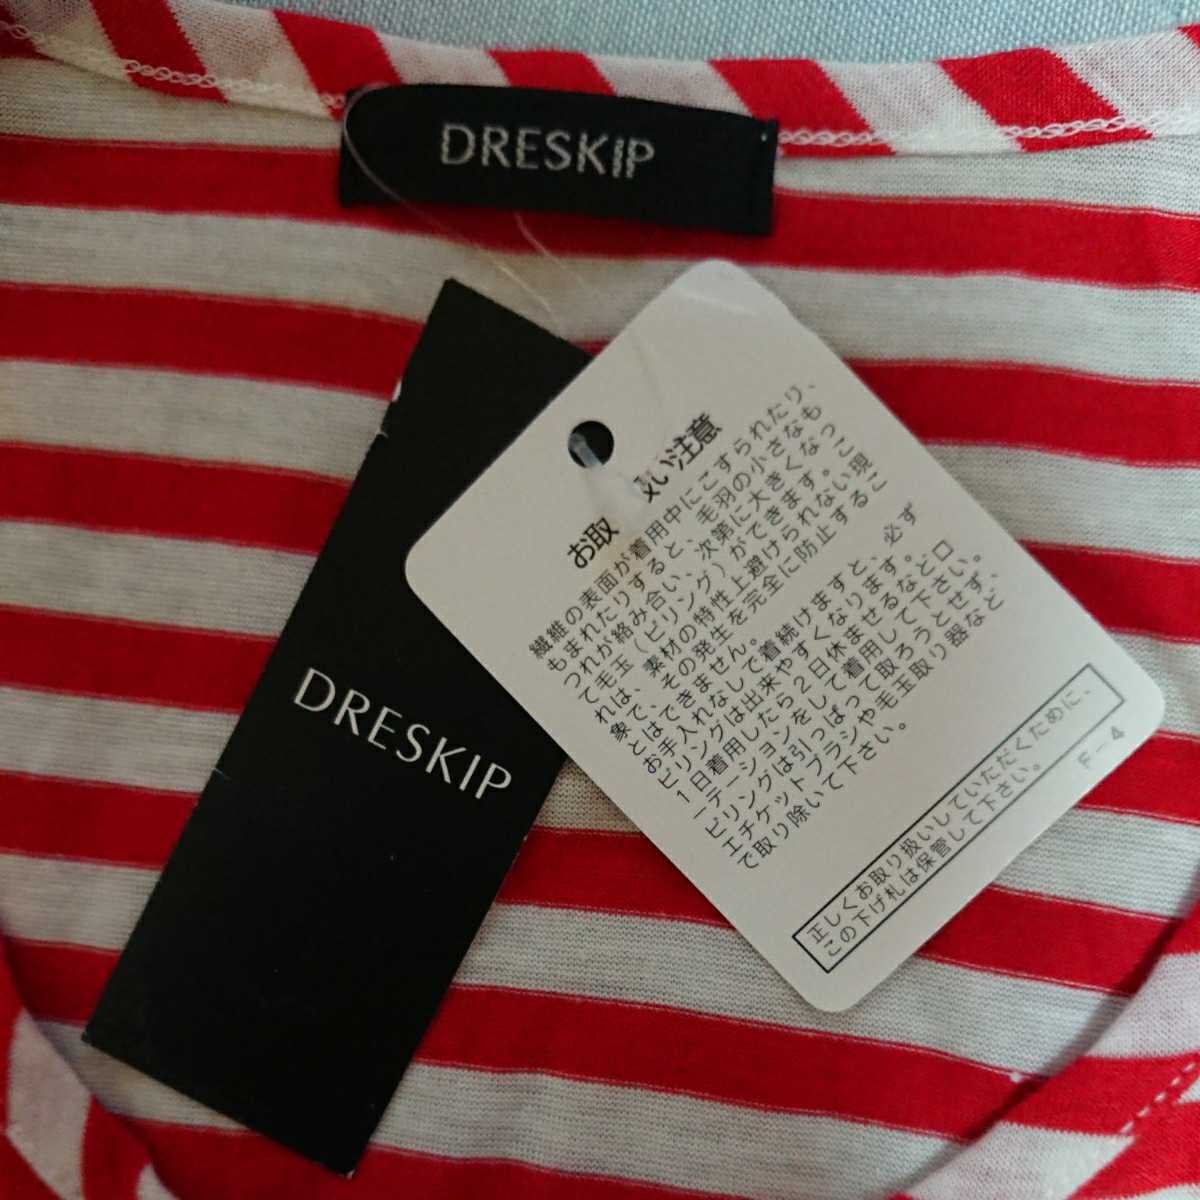 DRESKIP
DRESKIP
お取 い注意
繊維の表面が着用中にこすられたり、
もまれたりすると、毛羽の小さなも
つれが絡み合い、次第に大きくなっ
て毛玉（ピリング）ができます。こ
れは、素材の特性上避けられない現
象で、その発生を完全に防止するこ
とはできません。
お手入れなしで着続けますと、必ず
ピリングは出来やすくなります。
1日着用したら2日休ませるなどロ
ーテーションをして着用して下さい。
ピリングは引っぱって取ろうとせず、
エチケットブラシや毛玉取り器など
で取り除いて下さい。
正しくお取り扱いしていただくために、
この下げ札は保管して下さい。
F-4